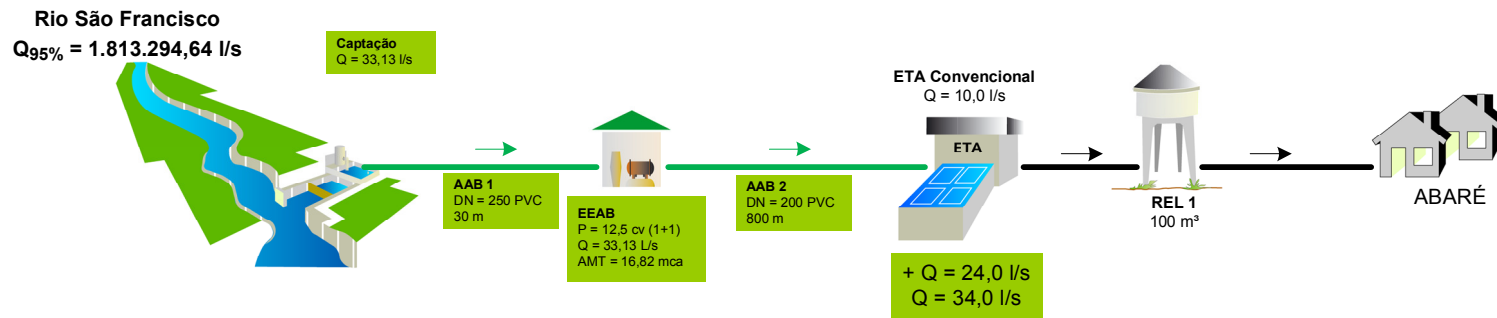 Rio São Francisco
Q95% = 1.813.294,64 l/s
Captação
Q = 33,13 l/s
AAB 1
DN = 250 PVC
30 m
EEAB
P = 12,5 cv (1+1)
Q = 33,13 L/s
AMT = 16,82 mca
AAB 2
DN = 200 PVC
800 m
ETA Convencional
Q = 10,0 l/s
ETA
+ Q = 24,0 l/s
Q = 34,0 l/s
REL 1
100 m³
ABARÉ